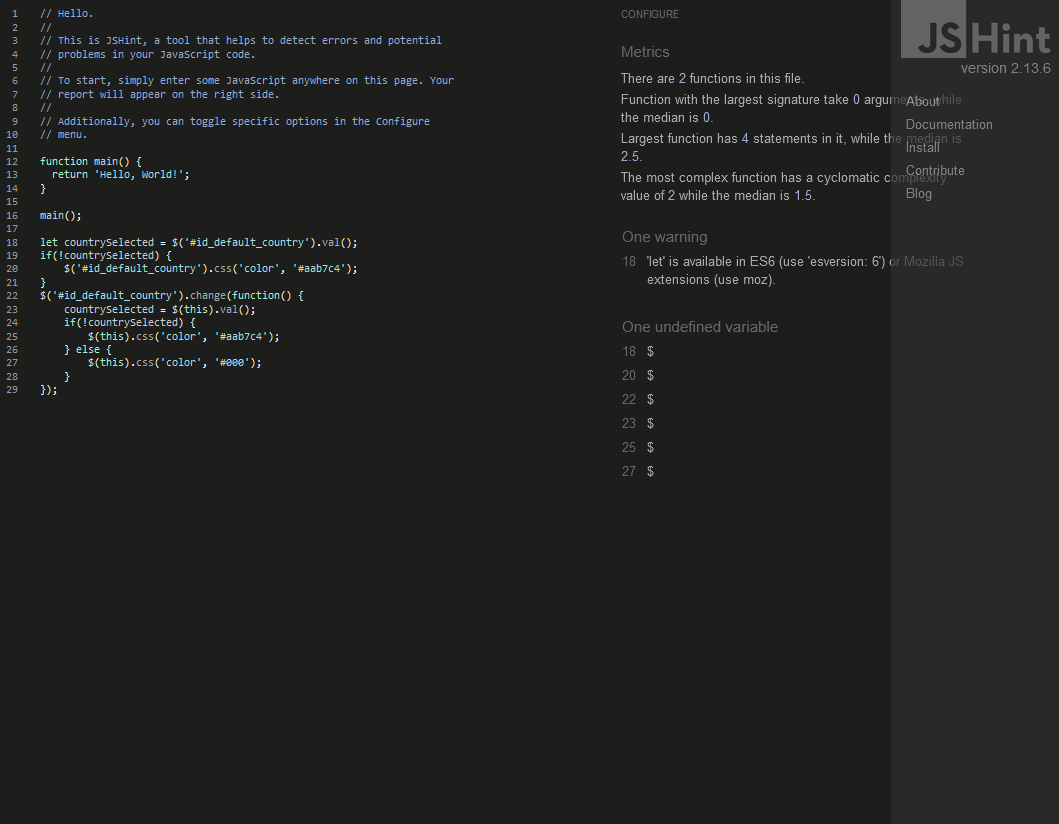 1 // Hello.
2 //
3 // This is JSHint, a tool that helps to detect errors and potential
4 // problems in your JavaScript code.
5 //
6 // To start, simply enter some JavaScript anywhere on this page. Your
7 // report will appear on the right side.
8 //
9 // Additionally, you can toggle specific options in the Configure
10 // menu.
11
12 function main() {
13   return 'Hello, World!';
14 }
15
16 main();
17
18 let countrySelected = $('#id_default_country').val();
19 if(!countrySelected) {
20     $('#id_default_country').css('color', '#aab7c4');
21 }
22 $('#id_default_country').change(function() {
23     countrySelected = $(this).val();
24     if(!countrySelected) {
25         $(this).css('color', '#aab7c4');
26     } else {
27         $(this).css('color', '#000');
28     }
29 });
CONFIGURE
Metrics
There are 2 functions in this file.
Function with the largest signature take 0 arguments, while
the median is 0.
Largest function has 4 statements in it, while the median is
2.5.
The most complex function has a cyclomatic complexity
value of 2 while the median is 1.5.
One warning
18 'let' is available in ES6 (use 'esversion: 6') or Mozilla JS
extensions (use moz).
One undefined variable
18 $
20 $
22 $
23 $
25 $
27 $
JSHint
version 2.13.6
About
Documentation
Install
Contribute
Blog